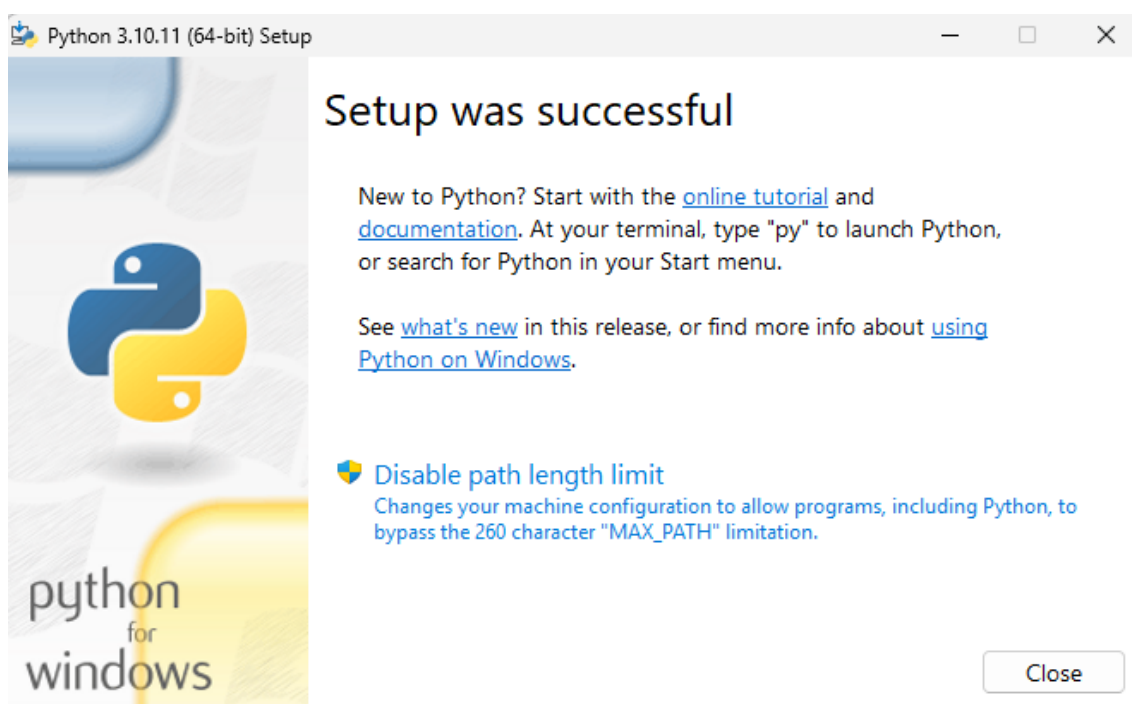 Python 3.10.11 (64-bit) Setup
Setup was successful
New to Python? Start with the online tutorial and
documentation. At your terminal, type "py" to launch Python,
or search for Python in your Start menu.
See what's new in this release, or find more info about using
Python on Windows.
Disable path length limit
Changes your machine configuration to allow programs, including Python, to
bypass the 260 character "MAX_PATH" limitation.
python
for
windows
Close